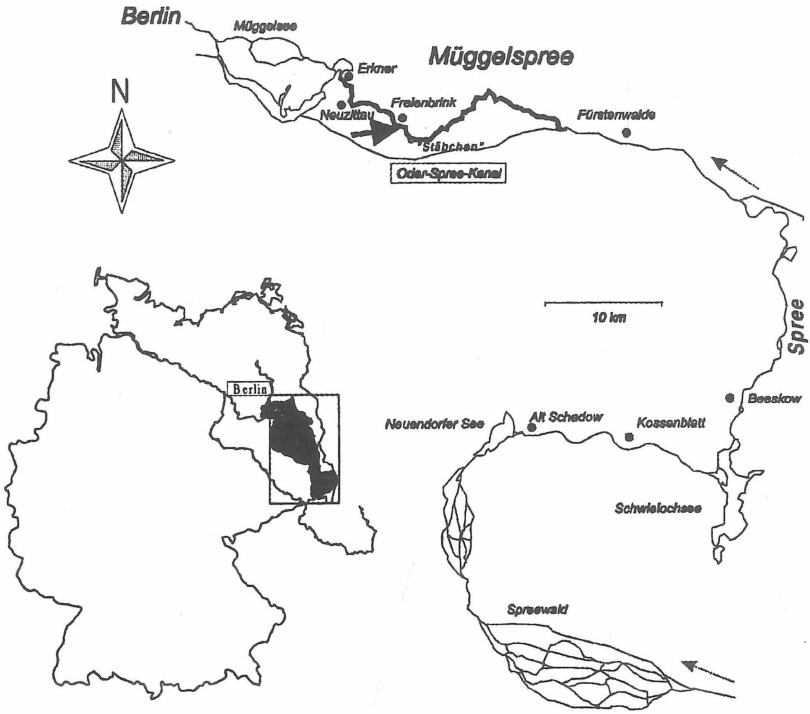 Berlin
Müggelsee
Müggelspree
Erkner
N
Neuzittau
Freienbrink
Fürstenwalde
"Stäbchen"
Oder-Spree-Kanal
10 km
Spree
Berlin
Beeskow
Neuendorfer See
Alt Schadow
Kossenblatt
Schwielochsee
Spreewald